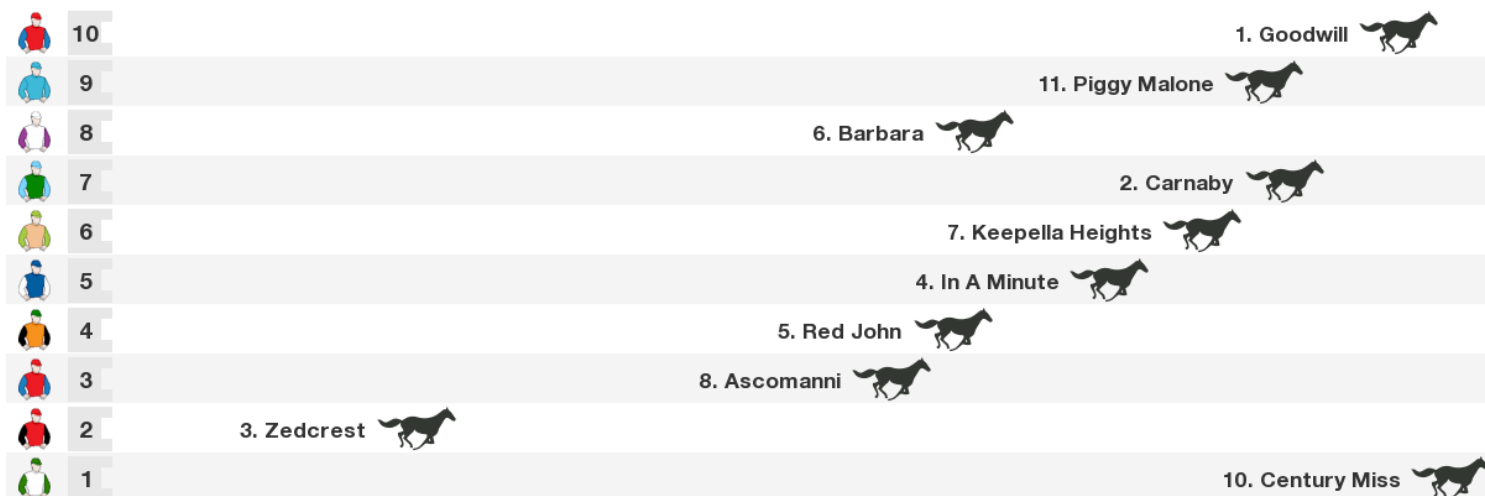 10 1. Goodwill
9 11. Piggy Malone
8 6. Barbara
7 2. Carnaby
6 7. Keepella Heights
5 4. In A Minute
4 5. Red John
3 8. Ascomanni
2 3. Zedcrest
1 10. Century Miss